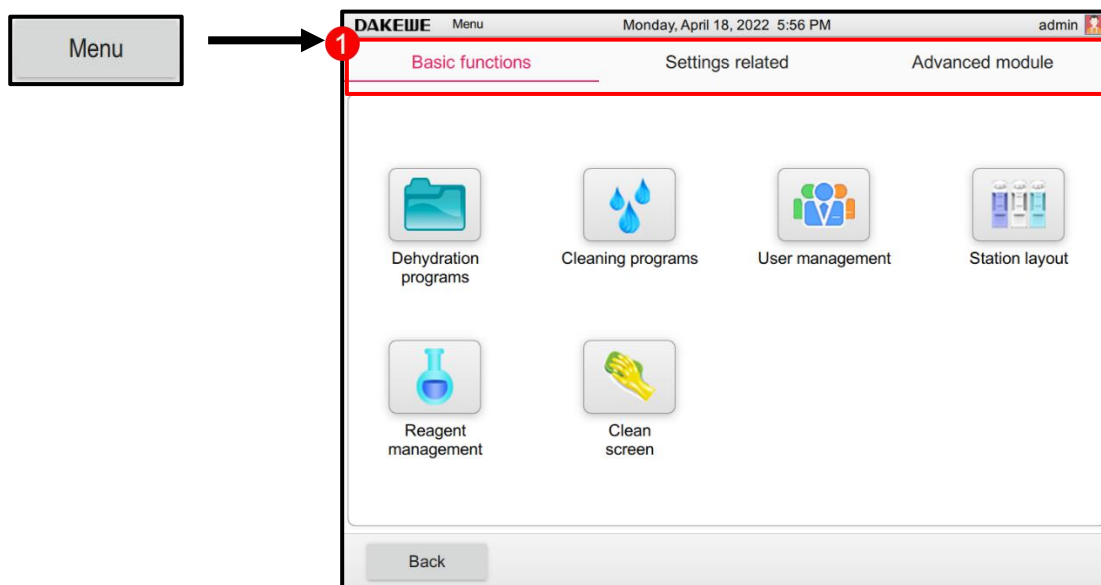 Menu
DAKEWE Menu Monday, April 18, 2022 5:56 PM admin
1
Basic functions Settings related Advanced module
Dehydration
programs
Cleaning programs
User management
Station layout
Reagent
management
Clean
screen
Back